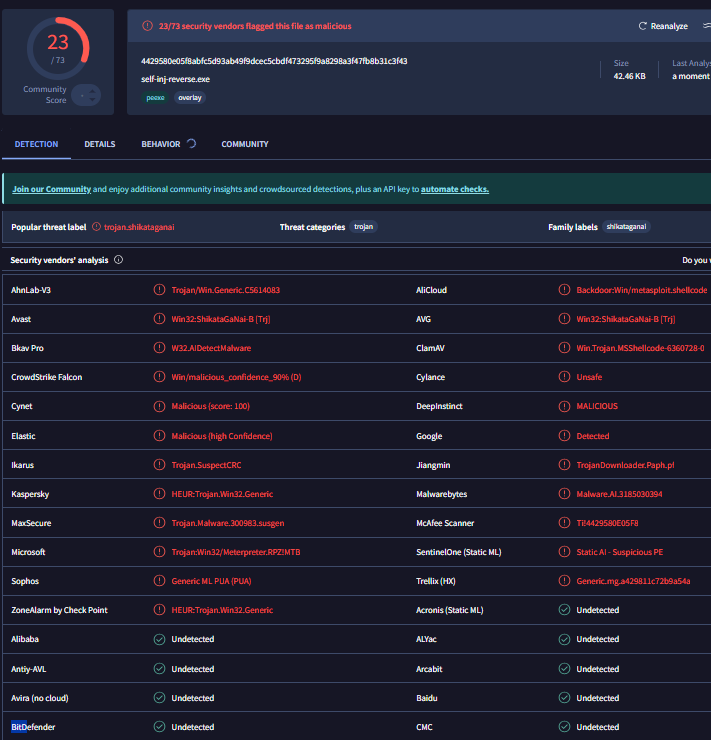 23
/ 73
Community
Score
23/73 security vendors flagged this file as malicious
Reanalyze
4429580e05f8abfc5d93ab49f9dcec5cbdf473295f9a8298a3f47fb8b31c3f43
self-inj-reverse.exe
peexe overlay
Size
42.46 KB
Last Analys
a moment
DETECTION DETAILS BEHAVIOR COMMUNITY
Join our Community and enjoy additional community insights and crowdsourced detections, plus an API key to automate checks.
Popular threat label trojan.shikataganai Threat categories trojan Family labels shikataganai
Security vendors' analysis Do you w
AhnLab-V3 Trojan/Win.Generic.C5614083 AliCloud Backdoor:Win/metasploit.shellcode
Avast Win32:ShikataGaNai-B [Trj] AVG Win32:ShikataGaNai-B [Trj]
Bkav Pro W32.AIDetectMalware ClamAV Win.Trojan.MSShellcode-6360728-0
CrowdStrike Falcon Win/malicious_confidence_90% (D) Cylance Unsafe
Cynet Malicious (score: 100) DeepInstinct MALICIOUS
Elastic Malicious (high Confidence) Google Detected
Ikarus Trojan.SuspectCRC Jiangmin TrojanDownloader.Paph.pl
Kaspersky HEUR:Trojan.Win32.Generic Malwarebytes Malware.AI.3185030394
MaxSecure Trojan.Malware.300983.susgen McAfee Scanner Ti!4429580E05F8
Microsoft Trojan:Win32/Meterpreter.RPZ!MTB SentinelOne (Static ML) Static AI - Suspicious PE
Sophos Generic ML PUA (PUA) Trellix (HX) Generic.mg.a429811c72b9a54a
ZoneAlarm by Check Point HEUR:Trojan.Win32.Generic Acronis (Static ML) Undetected
Alibaba Undetected ALYac Undetected
Antiy-AVL Undetected Arcabit Undetected
Avira (no cloud) Undetected Baidu Undetected
BitDefender Undetected CMC Undetected